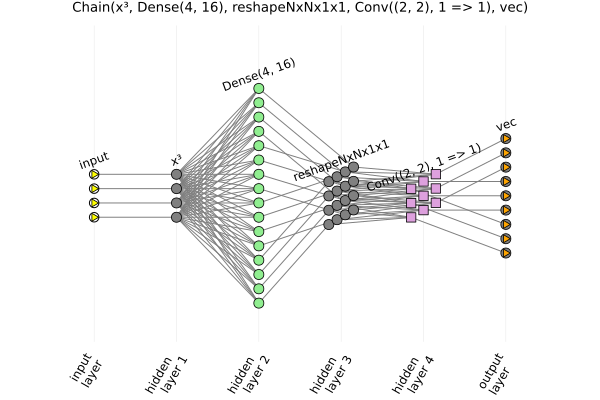 Chain(x³, Dense(4, 16), reshapeNxNx1x1, Conv((2, 2), 1 => 1), vec)
Dense(4, 16)
vec
input
x³
reshapeNxNx1x1
Conv((2, 2), 1 => 1)
input
layer
hidden
layer 1
hidden
layer 2
hidden
layer 3
hidden
layer 4
output
layer